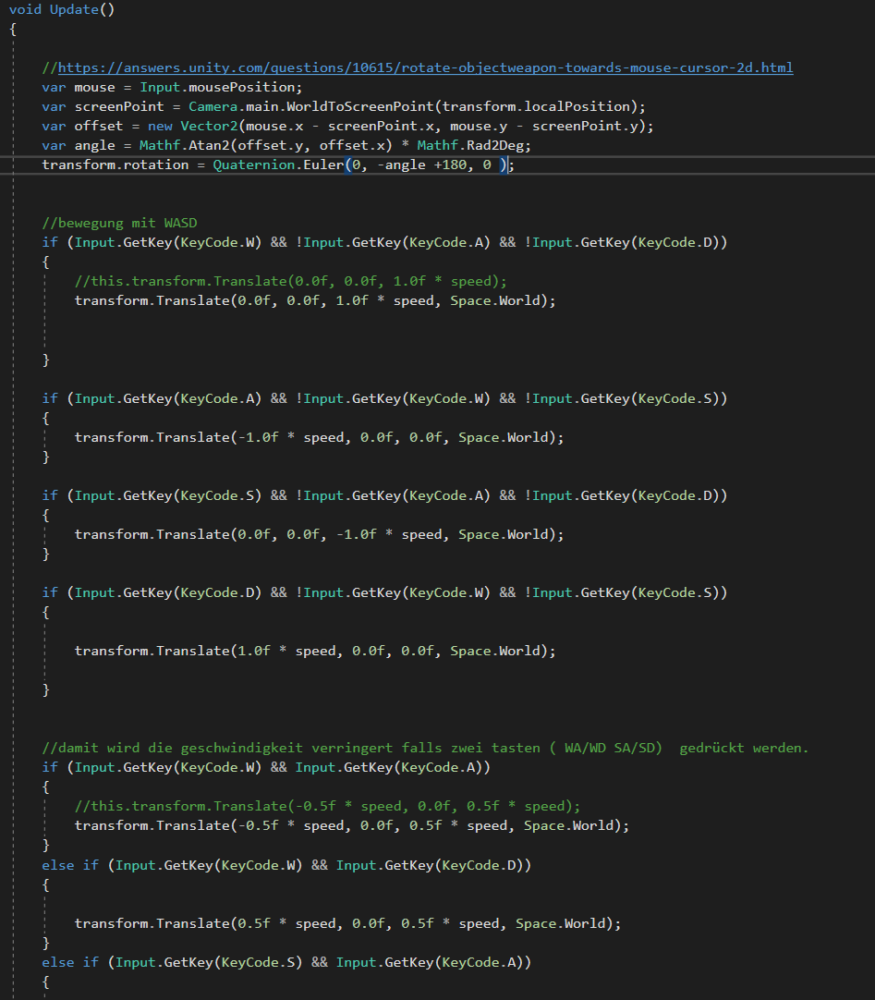 void Update()
{
//https://answers.unity.com/questions/10615/rotate-objectweapon-towards-mouse-cursor-2d.html
var mouse = Input.mousePosition;
var screenPoint = Camera.main.WorldToScreenPoint(transform.localPosition);
var offset = new Vector2(mouse.x - screenPoint.x, mouse.y - screenPoint.y);
var angle = Mathf.Atan2(offset.y, offset.x) * Mathf.Rad2Deg;
transform.rotation = Quaternion.Euler(0, -angle +180, 0 );
//bewegung mit WASD
if (Input.GetKey(KeyCode.W) && !Input.GetKey(KeyCode.A) && !Input.GetKey(KeyCode.D))
{
//this.transform.Translate(0.0f, 0.0f, 1.0f * speed);
transform.Translate(0.0f, 0.0f, 1.0f * speed, Space.World);
}
if (Input.GetKey(KeyCode.A) && !Input.GetKey(KeyCode.W) && !Input.GetKey(KeyCode.S))
{
transform.Translate(-1.0f * speed, 0.0f, 0.0f, Space.World);
}
if (Input.GetKey(KeyCode.S) && !Input.GetKey(KeyCode.A) && !Input.GetKey(KeyCode.D))
{
transform.Translate(0.0f, 0.0f, -1.0f * speed, Space.World);
}
if (Input.GetKey(KeyCode.D) && !Input.GetKey(KeyCode.W) && !Input.GetKey(KeyCode.S))
{
transform.Translate(1.0f * speed, 0.0f, 0.0f, Space.World);
}
//damit wird die geschwindigkeit verringert falls zwei tasten ( WA/WD SA/SD)  gedrückt werden.
if (Input.GetKey(KeyCode.W) && Input.GetKey(KeyCode.A))
{
//this.transform.Translate(-0.5f * speed, 0.0f, 0.5f * speed);
transform.Translate(-0.5f * speed, 0.0f, 0.5f * speed, Space.World);
}
else if (Input.GetKey(KeyCode.W) && Input.GetKey(KeyCode.D))
{
transform.Translate(0.5f * speed, 0.0f, 0.5f * speed, Space.World);
}
else if (Input.GetKey(KeyCode.S) && Input.GetKey(KeyCode.A))
{